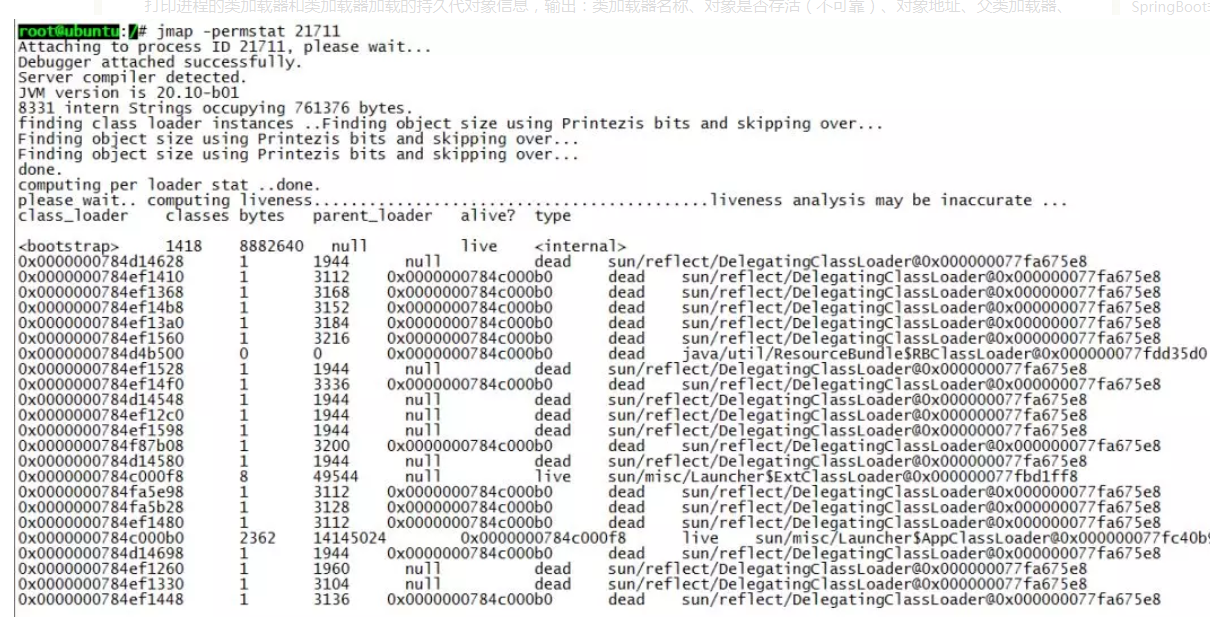 打印进程的类加载器和类加载器加载的持久代对象信息，输出：类加载器名称、对象是否存活（不可靠）、对象地址、父类加载器、 SpringBoots
root@ubuntu:/# jmap -permstat 21711
Attaching to process ID 21711, please wait...
Debugger attached successfully.
Server compiler detected.
JVM version is 20.10-b01
8331 intern Strings occupying 761376 bytes.
finding class loader instances ..Finding object size using Printezis bits and skipping over...
Finding object size using Printezis bits and skipping over...
Finding object size using Printezis bits and skipping over...
done.
computing per loader stat ..done.
please wait.. computing liveness............................................liveness analysis may be inaccurate ...
class_loader classes bytes parent_loader alive? type
<bootstrap> 1418 8882640 null live <internal>
0x0000000784d14628 1 1944 null dead sun/reflect/DelegatingClassLoader@0x000000077fa675e8
0x0000000784ef1410 1 3112 0x0000000784c000b0 dead sun/reflect/DelegatingClassLoader@0x000000077fa675e8
0x0000000784ef1368 1 3168 0x0000000784c000b0 dead sun/reflect/DelegatingClassLoader@0x000000077fa675e8
0x0000000784ef14b8 1 3152 0x0000000784c000b0 dead sun/reflect/DelegatingClassLoader@0x000000077fa675e8
0x0000000784ef13a0 1 3184 0x0000000784c000b0 dead sun/reflect/DelegatingClassLoader@0x000000077fa675e8
0x0000000784ef1560 1 3216 0x0000000784c000b0 dead sun/reflect/DelegatingClassLoader@0x000000077fa675e8
0x0000000784d4b500 0 0 0x0000000784c000b0 dead java/util/ResourceBundle$RBClassLoader@0x000000077fdd35d0
0x0000000784ef1528 1 1944 null dead sun/reflect/DelegatingClassLoader@0x000000077fa675e8
0x0000000784ef14f0 1 3336 0x0000000784c000b0 dead sun/reflect/DelegatingClassLoader@0x000000077fa675e8
0x0000000784d14548 1 1944 null dead sun/reflect/DelegatingClassLoader@0x000000077fa675e8
0x0000000784ef12c0 1 1944 null dead sun/reflect/DelegatingClassLoader@0x000000077fa675e8
0x0000000784ef1598 1 1944 null dead sun/reflect/DelegatingClassLoader@0x000000077fa675e8
0x0000000784f87b08 1 3200 0x0000000784c000b0 dead sun/reflect/DelegatingClassLoader@0x000000077fa675e8
0x0000000784d14580 1 1944 null dead sun/reflect/DelegatingClassLoader@0x000000077fa675e8
0x0000000784c000f8 8 49544 null live sun/misc/Launcher$ExtClassLoader@0x000000077fbd1ff8
0x0000000784fa5e98 1 3112 0x0000000784c000b0 dead sun/reflect/DelegatingClassLoader@0x000000077fa675e8
0x0000000784fa5b28 1 3128 0x0000000784c000b0 dead sun/reflect/DelegatingClassLoader@0x000000077fa675e8
0x0000000784ef1480 1 3112 0x0000000784c000b0 dead sun/reflect/DelegatingClassLoader@0x000000077fa675e8
0x0000000784c000b0 2362 14145024 0x0000000784c000f8 live sun/misc/Launcher$AppClassLoader@0x000000077fc40b9
0x0000000784d14698 1 1944 0x0000000784c000b0 dead sun/reflect/DelegatingClassLoader@0x000000077fa675e8
0x0000000784ef1260 1 1960 null dead sun/reflect/DelegatingClassLoader@0x000000077fa675e8
0x0000000784ef1330 1 3104 null dead sun/reflect/DelegatingClassLoader@0x000000077fa675e8
0x0000000784ef1448 1 3136 0x0000000784c000b0 dead sun/reflect/DelegatingClassLoader@0x000000077fa675e8